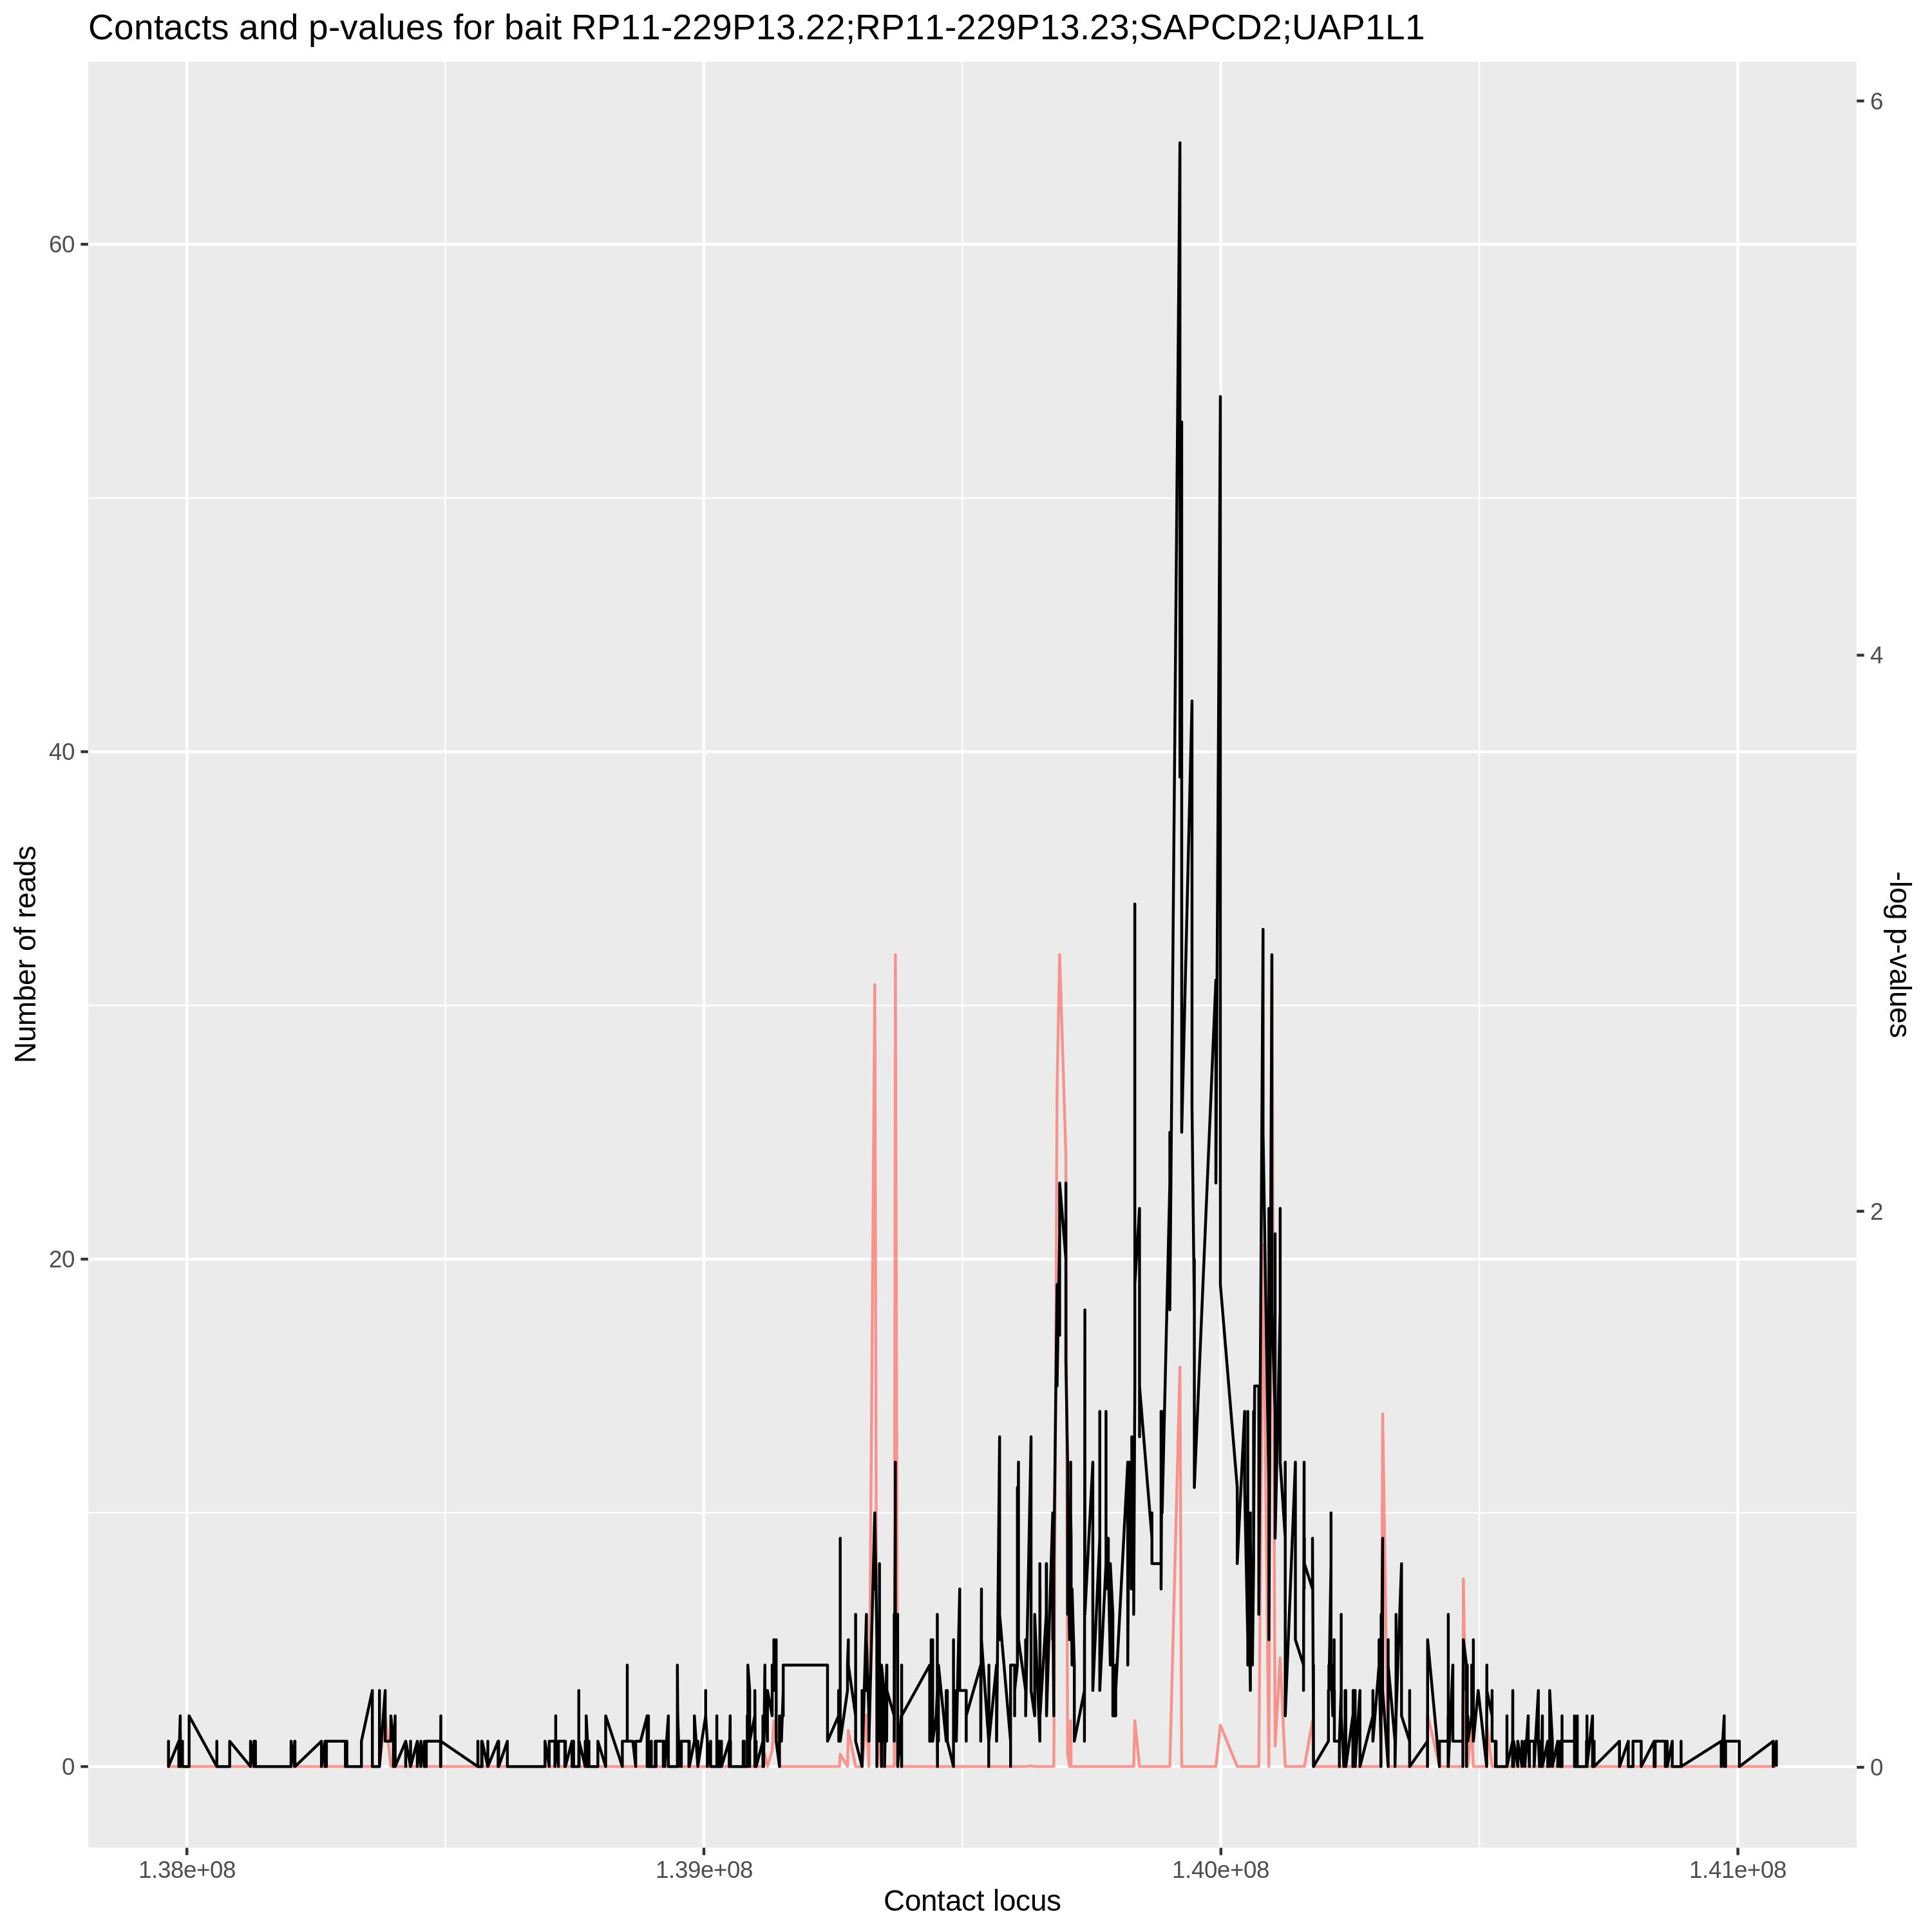 Contacts and p-values for bait RP11-229P13.22;RP11-229P13.23;SAPCD2;UAP1L1
6
60
4
40
Number of reads
-log p-values
2
20
0
0
1.38e+08
1.39e+08
1.40e+08
1.41e+08
Contact locus